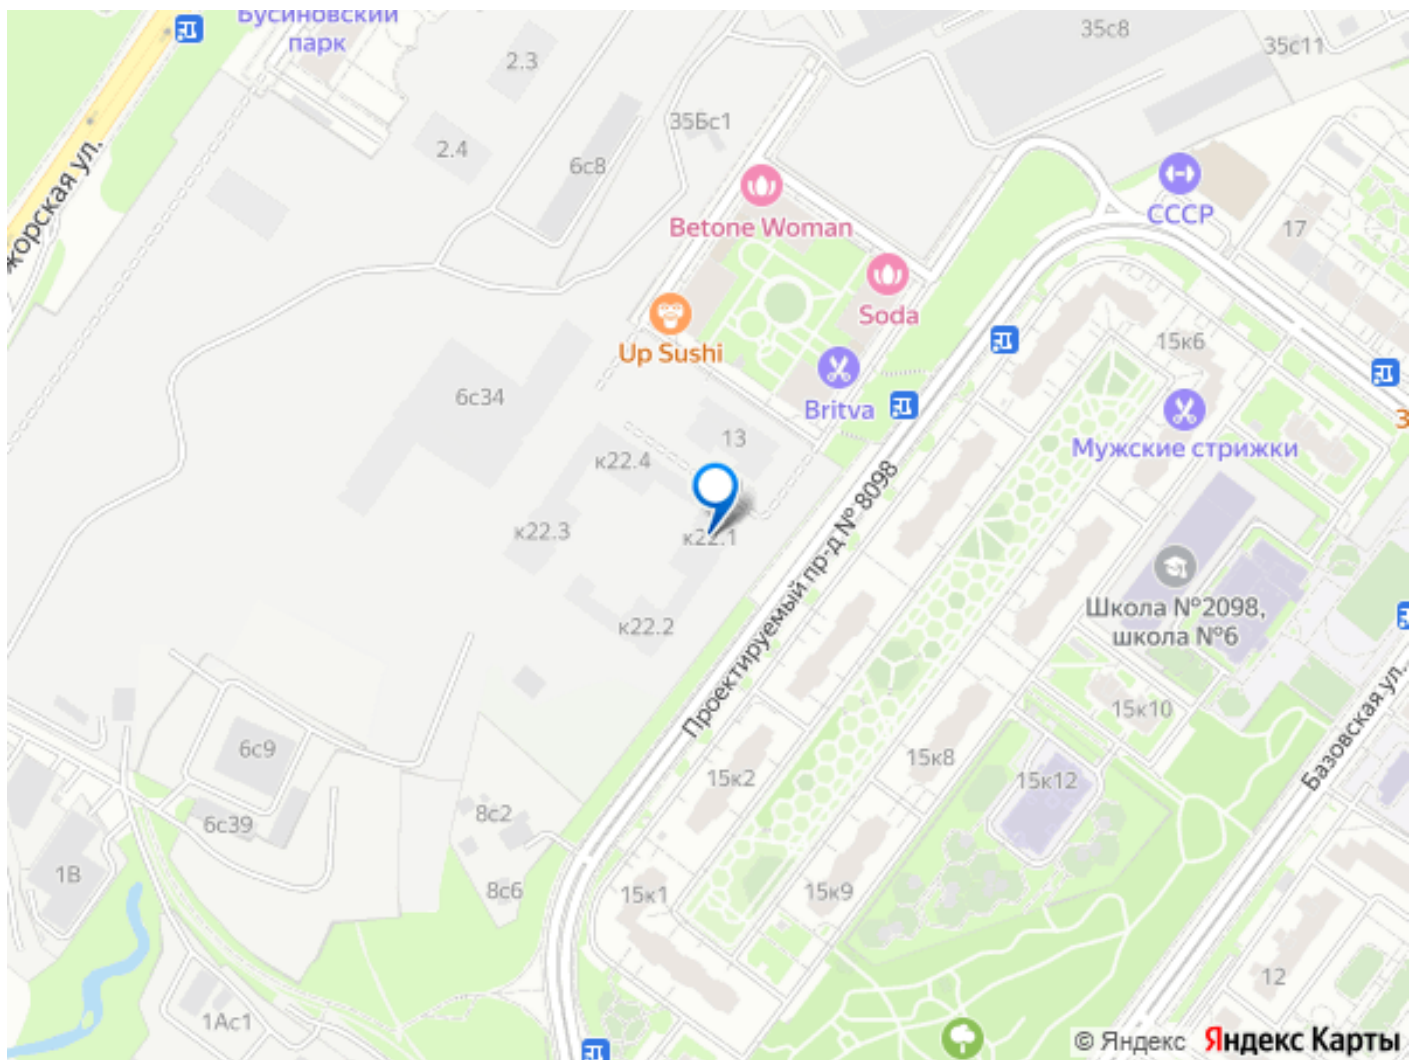 Бусиновский
парк
35с8
35с11
2.3
35Бс1
2.4
6с8
СССР
17
Betone Woman
жорская ул.
Soda
Up Sushi
15к6
6с34
Britva
Мужские стрижки
13
к22.4
Проектируемый пр-д № 8098
к22.3
к22.1
Школа №2098,
школа №6
к22.2
15к10
Базовская ул.
6с9
15к2
15к8
15к12
8с2
6с39
1В
8с6
15к1
15к9
12
1Ас1
© Яндекс Яндекс Карты